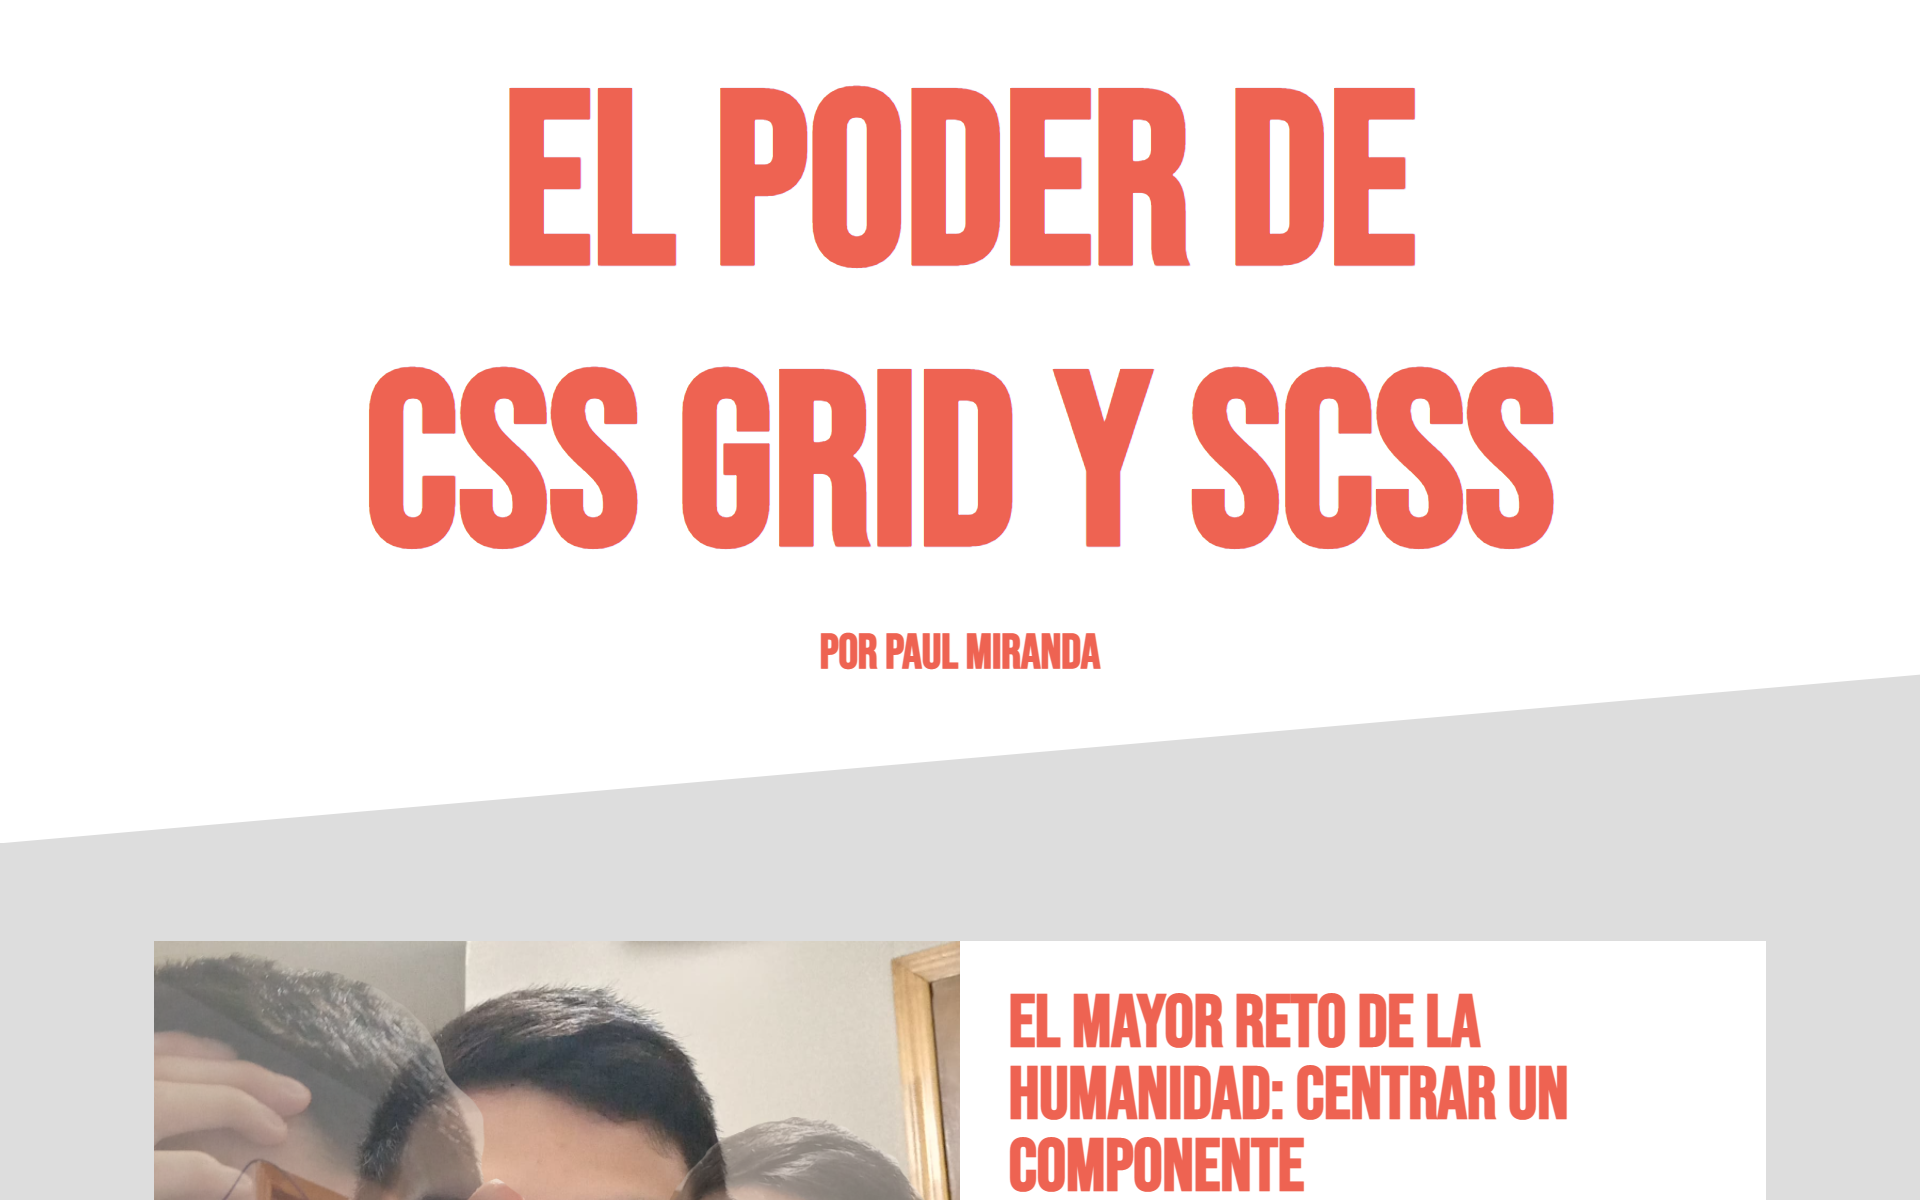 EL PODER DE
CSS GRID Y SCSS
POR PAUL MIRANDA
EL MAYOR RETO DE LA
HUMANIDAD: CENTRAR UN
COMPONENTE